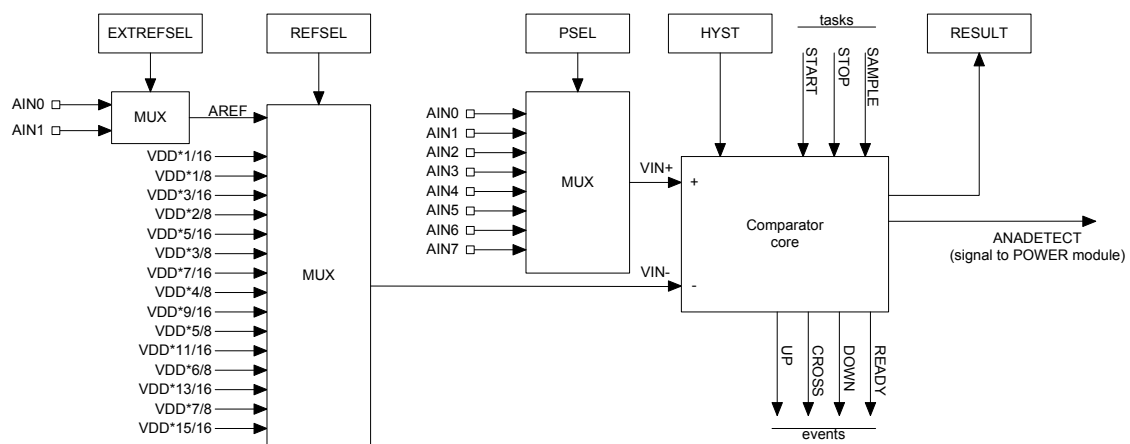 tasks
EXTREFSEL
REFSEL
PSEL
HYST
RESULT
START
STOP
SAMPLE
AIN0
AIN1
MUX
AREF
VDD*1/16
VDD*1/8
VDD*3/16
VDD*2/8
VDD*5/16
VDD*3/8
VDD*7/16
VDD*4/8
VDD*9/16
VDD*5/8
VDD*11/16
VDD*6/8
VDD*13/16
VDD*7/8
VDD*15/16
MUX
AIN0
AIN1
AIN2
AIN3
AIN4
AIN5
AIN6
AIN7
MUX
VIN+
VIN-
+
-
Comparator
core
ANADETECT
(signal to POWER module)
UP
CROSS
DOWN
READY
events